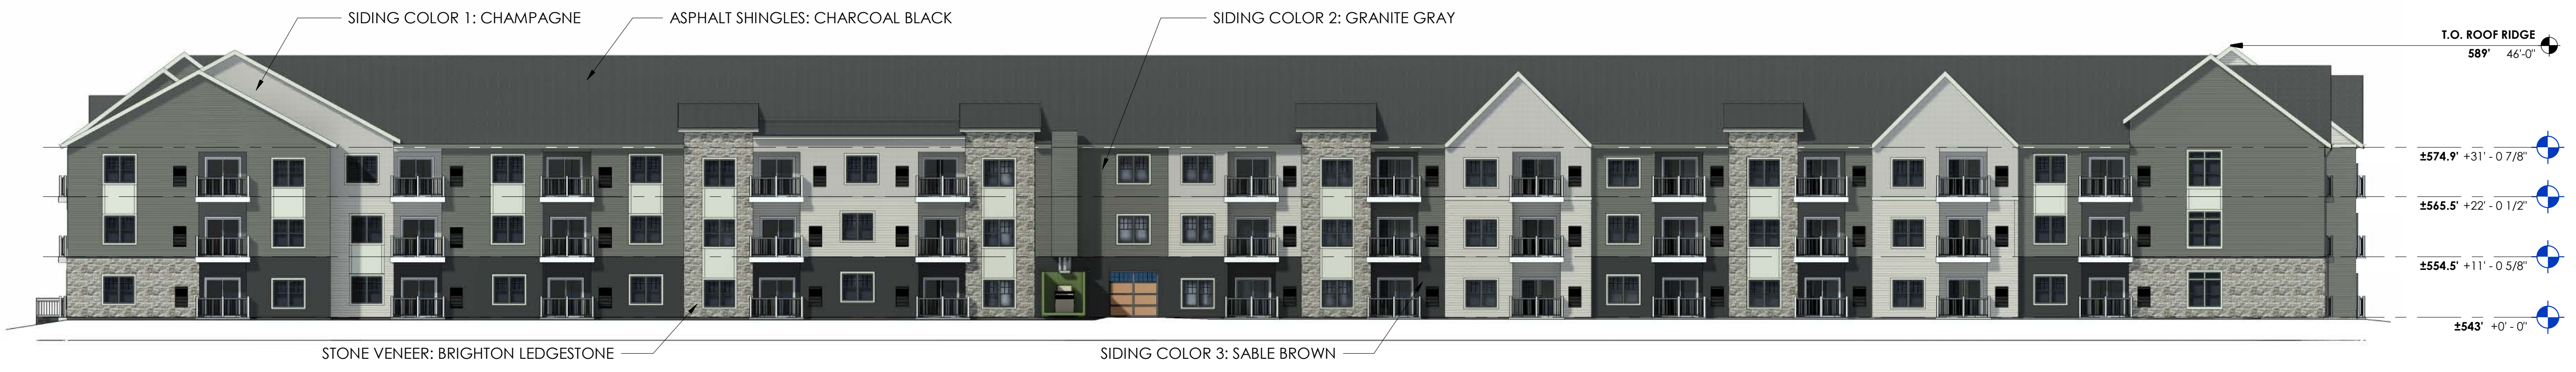 SIDING COLOR 1: CHAMPAGNE
ASPHALT SHINGLES: CHARCOAL BLACK
SIDING COLOR 2: GRANITE GRAY
T.O. ROOF RIDGE
589' 46'-0"
±574.9' +31' - 0 7/8"
±565.5' +22' - 0 1/2"
±554.5' +11' - 0 5/8"
±543' +0' - 0"
STONE VENEER: BRIGHTON LEDGESTONE
SIDING COLOR 3: SABLE BROWN